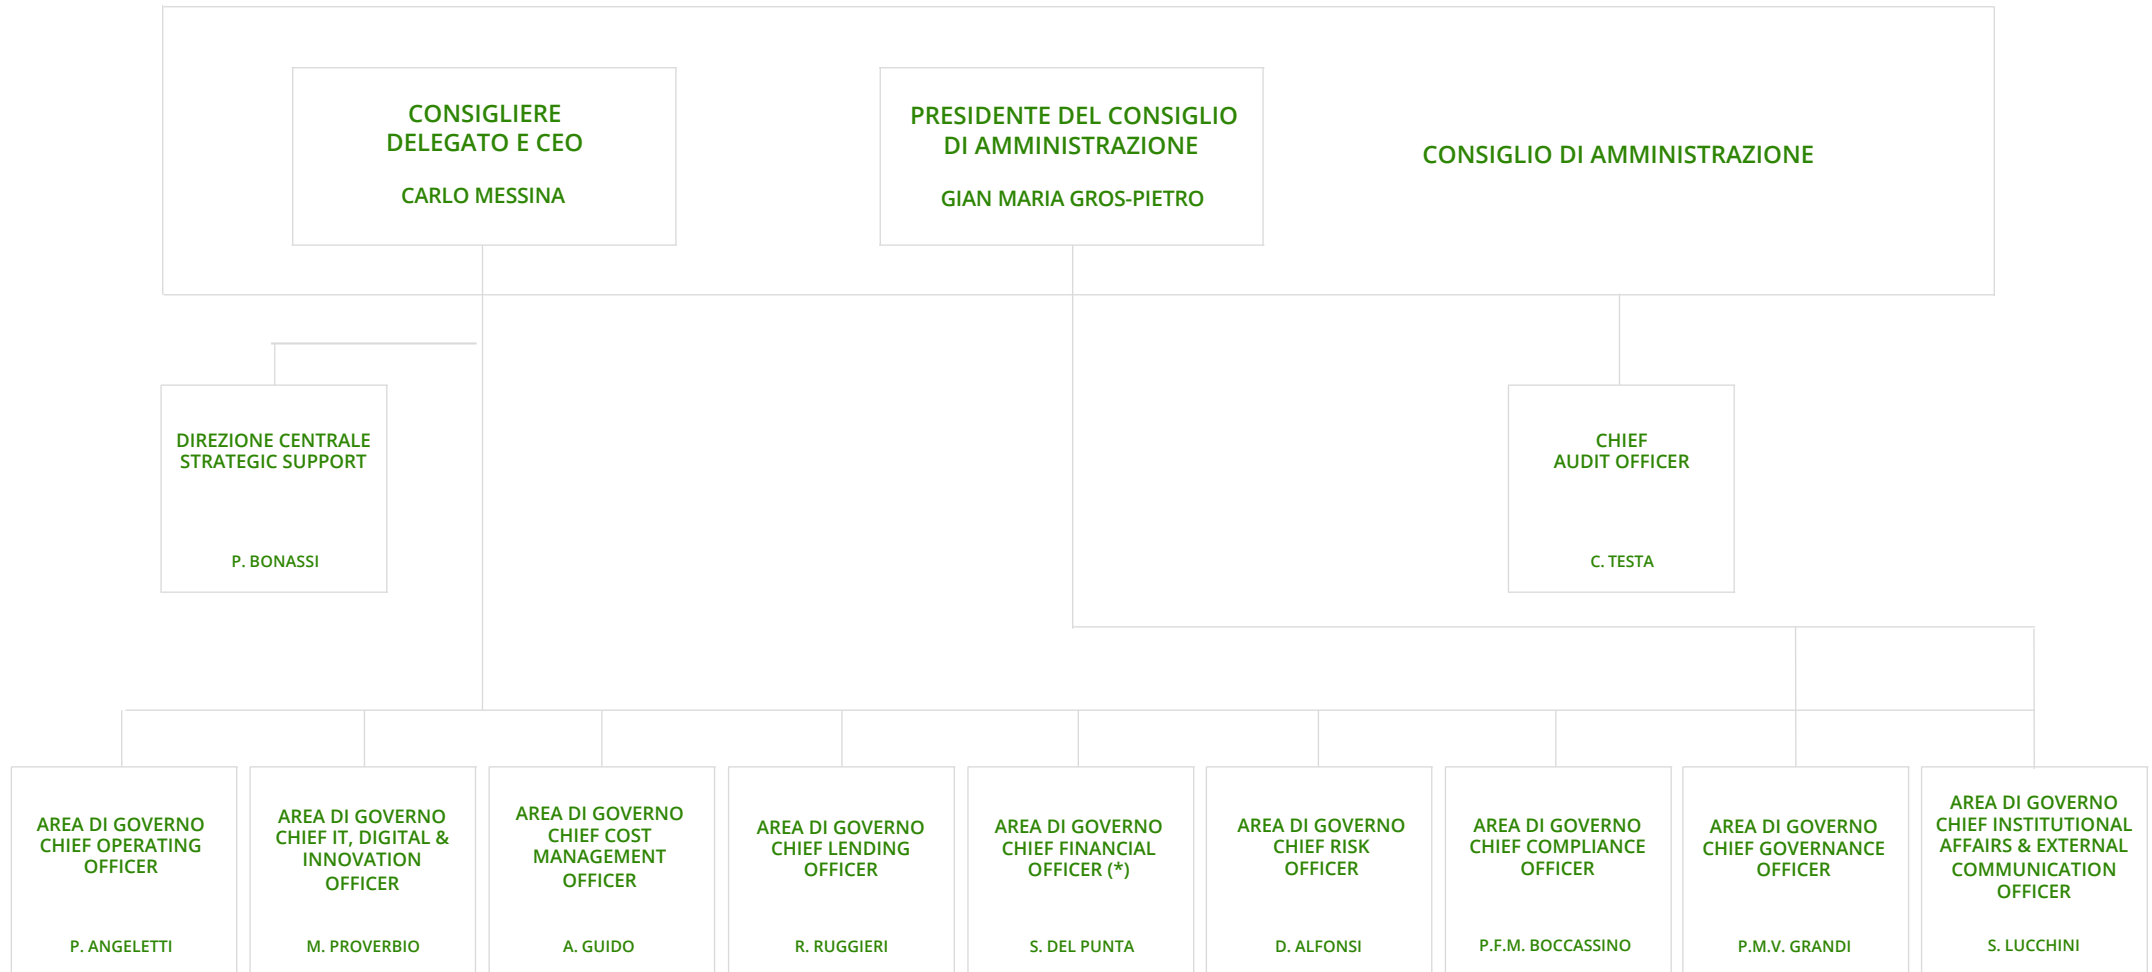 CONSIGLIERE
DELEGATO E CEO
CARLO MESSINA
PRESIDENTE DEL CONSIGLIO
DI AMMINISTRAZIONE
GIAN MARIA GROS-PIETRO
CONSIGLIO DI AMMINISTRAZIONE
DIREZIONE CENTRALE
STRATEGIC SUPPORT
P. BONASSI
CHIEF
AUDIT OFFICER
C. TESTA
AREA DI GOVERNO
CHIEF OPERATING
OFFICER
P. ANGELETTI
AREA DI GOVERNO
CHIEF IT, DIGITAL &
INNOVATION
OFFICER
M. PROVERBIO
AREA DI GOVERNO
CHIEF COST
MANAGEMENT
OFFICER
A. GUIDO
AREA DI GOVERNO
CHIEF LENDING
OFFICER
R. RUGGIERI
AREA DI GOVERNO
CHIEF FINANCIAL
OFFICER (*)
S. DEL PUNTA
AREA DI GOVERNO
CHIEF RISK
OFFICER
D. ALFONSI
AREA DI GOVERNO
CHIEF COMPLIANCE
OFFICER
P.F.M. BOCCASSINO
AREA DI GOVERNO
CHIEF GOVERNANCE
OFFICER
P.M.V. GRANDI
AREA DI GOVERNO
CHIEF INSTITUTIONAL
AFFAIRS & EXTERNAL
COMMUNICATION
OFFICER
S. LUCCHINI